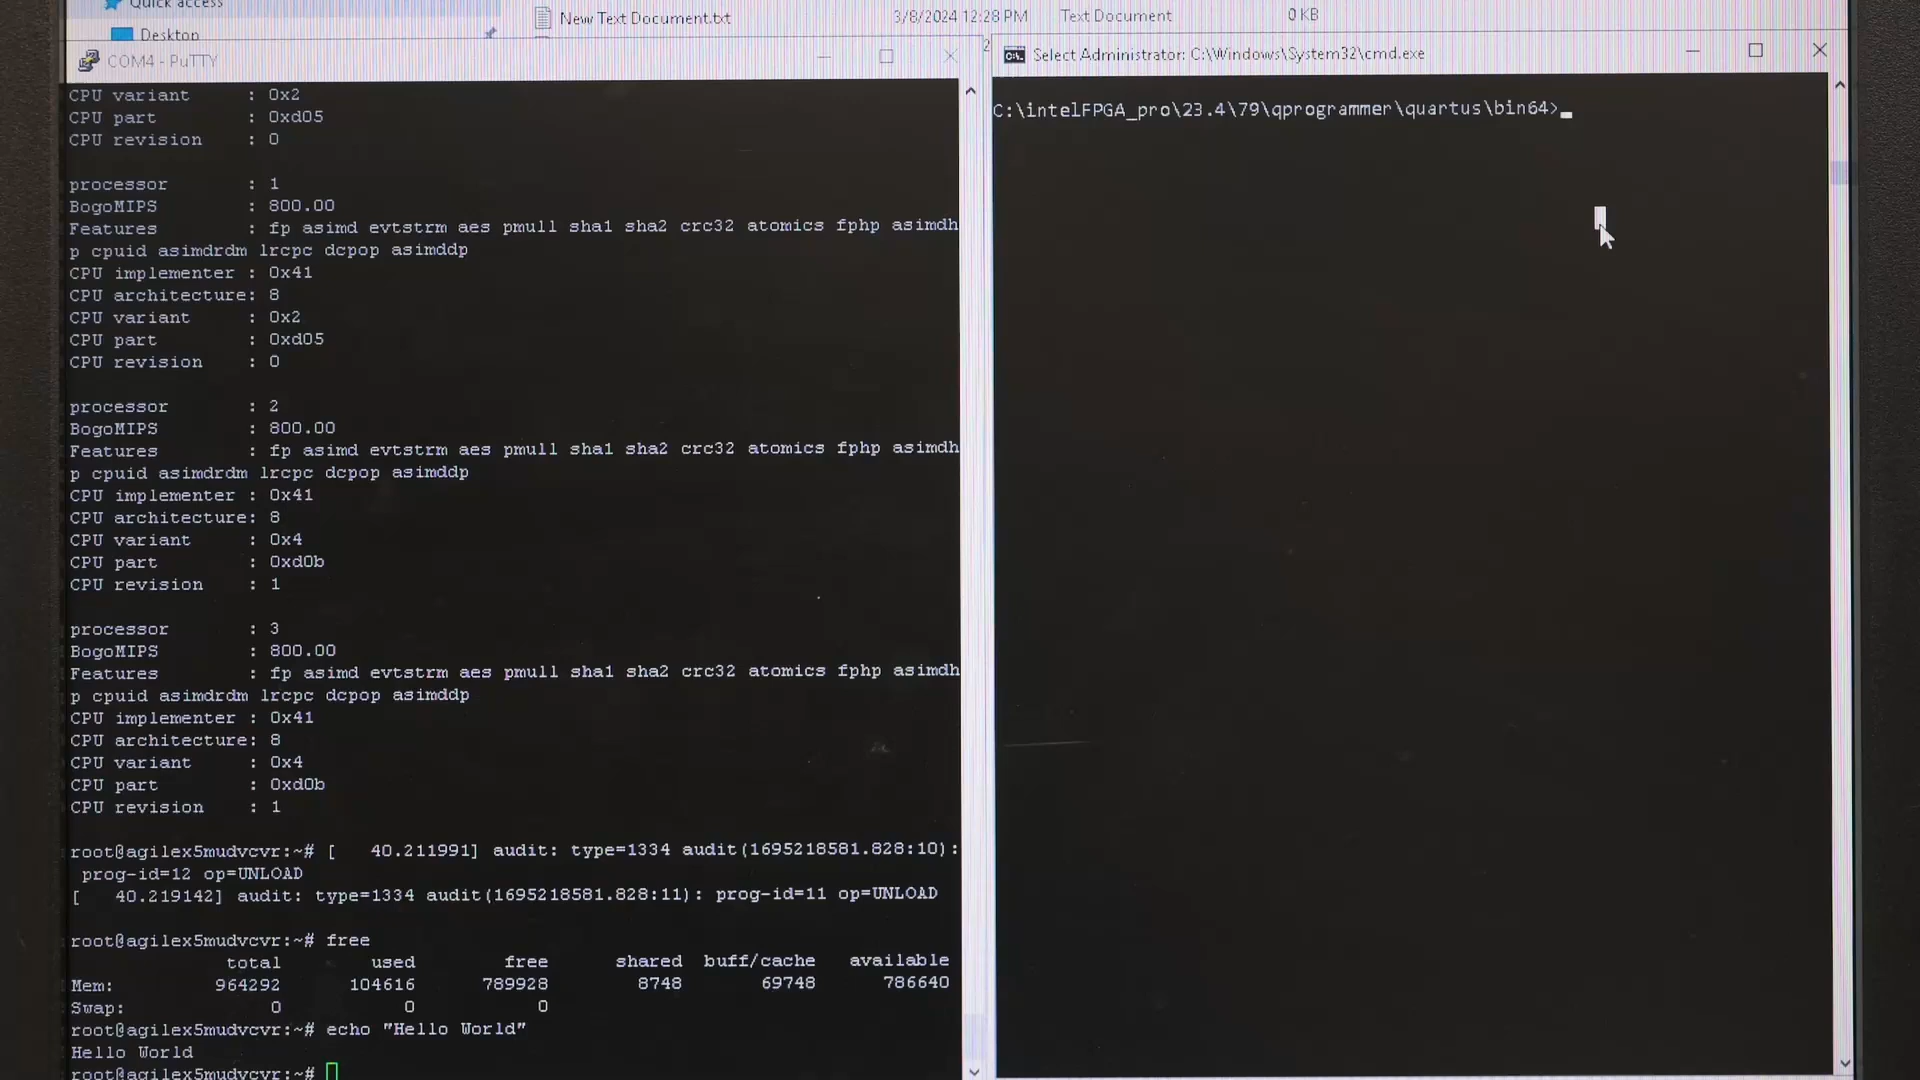 Quick access
Desktop
New Text Document.txt 3/8/2024 12:28 PM Text Document 0 KB
COM4 - PuTTY
CPU variant : 0x2
CPU part : 0xd05
CPU revision : 0
processor : 1
BogoMIPS : 800.00
Features : fp asimd evtstrm aes pmull sha1 sha2 crc32 atomics fphp asimdh
p cpuid asimdrdm lrcpc dcpop asimddp
CPU implementer : 0x41
CPU architecture: 8
CPU variant : 0x2
CPU part : 0xd05
CPU revision : 0
processor : 2
BogoMIPS : 800.00
Features : fp asimd evtstrm aes pmull sha1 sha2 crc32 atomics fphp asimdh
p cpuid asimdrdm lrcpc dcpop asimddp
CPU implementer : 0x41
CPU architecture: 8
CPU variant : 0x4
CPU part : 0xd0b
CPU revision : 1
processor : 3
BogoMIPS : 800.00
Features : fp asimd evtstrm aes pmull sha1 sha2 crc32 atomics fphp asimdh
p cpuid asimdrdm lrcpc dcpop asimddp
CPU implementer : 0x41
CPU architecture: 8
CPU variant : 0x4
CPU part : 0xd0b
CPU revision : 1
root@agilex5mudvcvr:~# [ 40.211991] audit: type=1334 audit(1695218581.828:10):
prog-id=12 op=UNLOAD
[ 40.219142] audit: type=1334 audit(1695218581.828:11): prog-id=11 op=UNLOAD
root@agilex5mudvcvr:~# free
total used free shared buff/cache available
Mem: 964292 104616 789928 8748 69748 786640
Swap: 0 0 0
root@agilex5mudvcvr:~# echo "Hello World"
Hello World
root@agilex5mudvcvr:~#
Select Administrator: C:\Windows\System32\cmd.exe
C:\intelFPGA_pro\23.4\79\qprogrammer\quartus\bin64>